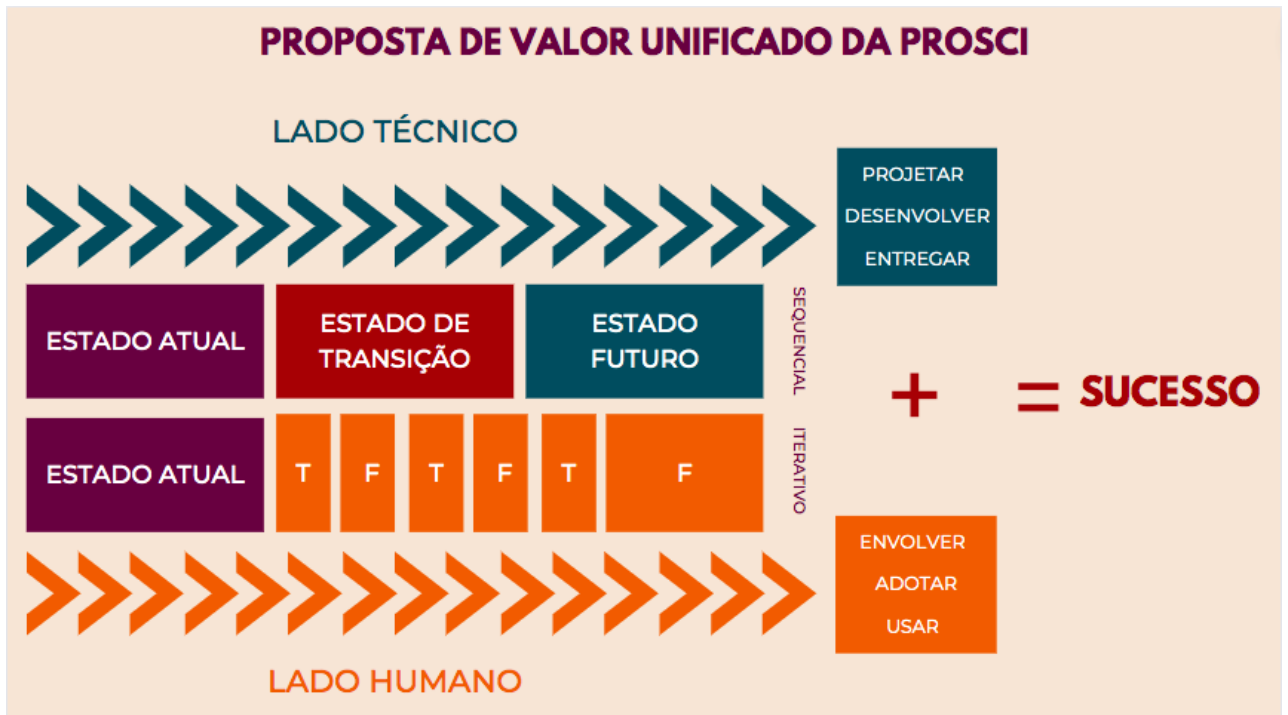 PROPOSTA DE VALOR UNIFICADO DA PROSCI
LADO TÉCNICO
PROJETAR
DESENVOLVER
ENTREGAR
ESTADO ATUAL
ESTADO DE
TRANSIÇÃO
ESTADO
FUTURO
SEQUENCIAL
+
= SUCESSO
ESTADO ATUAL
T
F
T
F
T
F
ITERATIVO
ENVOLVER
ADOTAR
USAR
LADO HUMANO